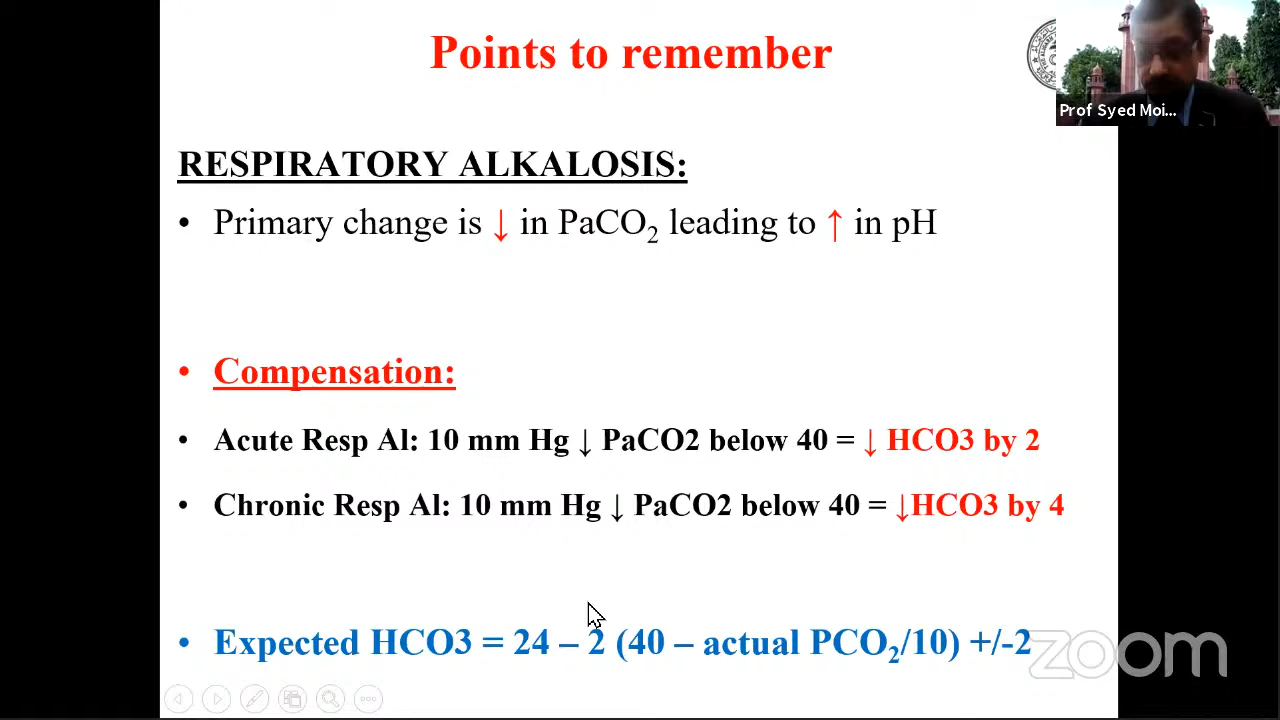 Points to remember
Prof Syed Moi...
RESPIRATORY ALKALOSIS:
• Primary change is ↓ in PaCO₂ leading to ↑ in pH
• Compensation:
• Acute Resp Al: 10 mm Hg ↓ PaCO2 below 40 = ↓ HCO3 by 2
• Chronic Resp Al: 10 mm Hg ↓ PaCO2 below 40 = ↓HCO3 by 4
• Expected HCO3 = 24 – 2 (40 – actual PCO₂/10) +/-2
zoom